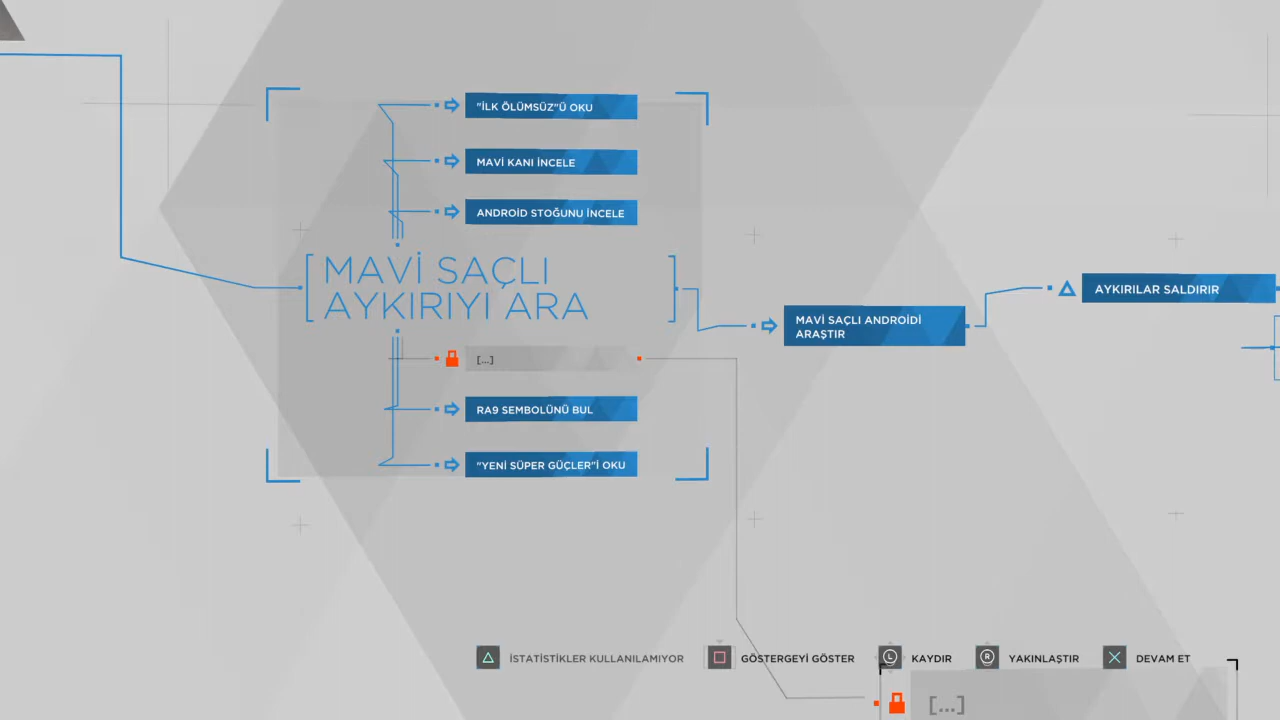 "İLK ÖLÜMSÜZ"Ü OKU
MAVİ KANI İNCELE
ANDROİD STOĞUNU İNCELE
MAVİ SAÇLI
AYKIRIYI ARA
[...]
RA9 SEMBOLÜNÜ BUL
"YENİ SÜPER GÜÇLER"İ OKU
MAVİ SAÇLI ANDROİDİ
ARAŞTIR
AYKIRILAR SALDIRIR
İSTATİSTİKLER KULLANILAMIYOR
GÖSTERGEYİ GÖSTER
L KAYDIR
R YAKINLAŞTIR
DEVAM ET
[...]